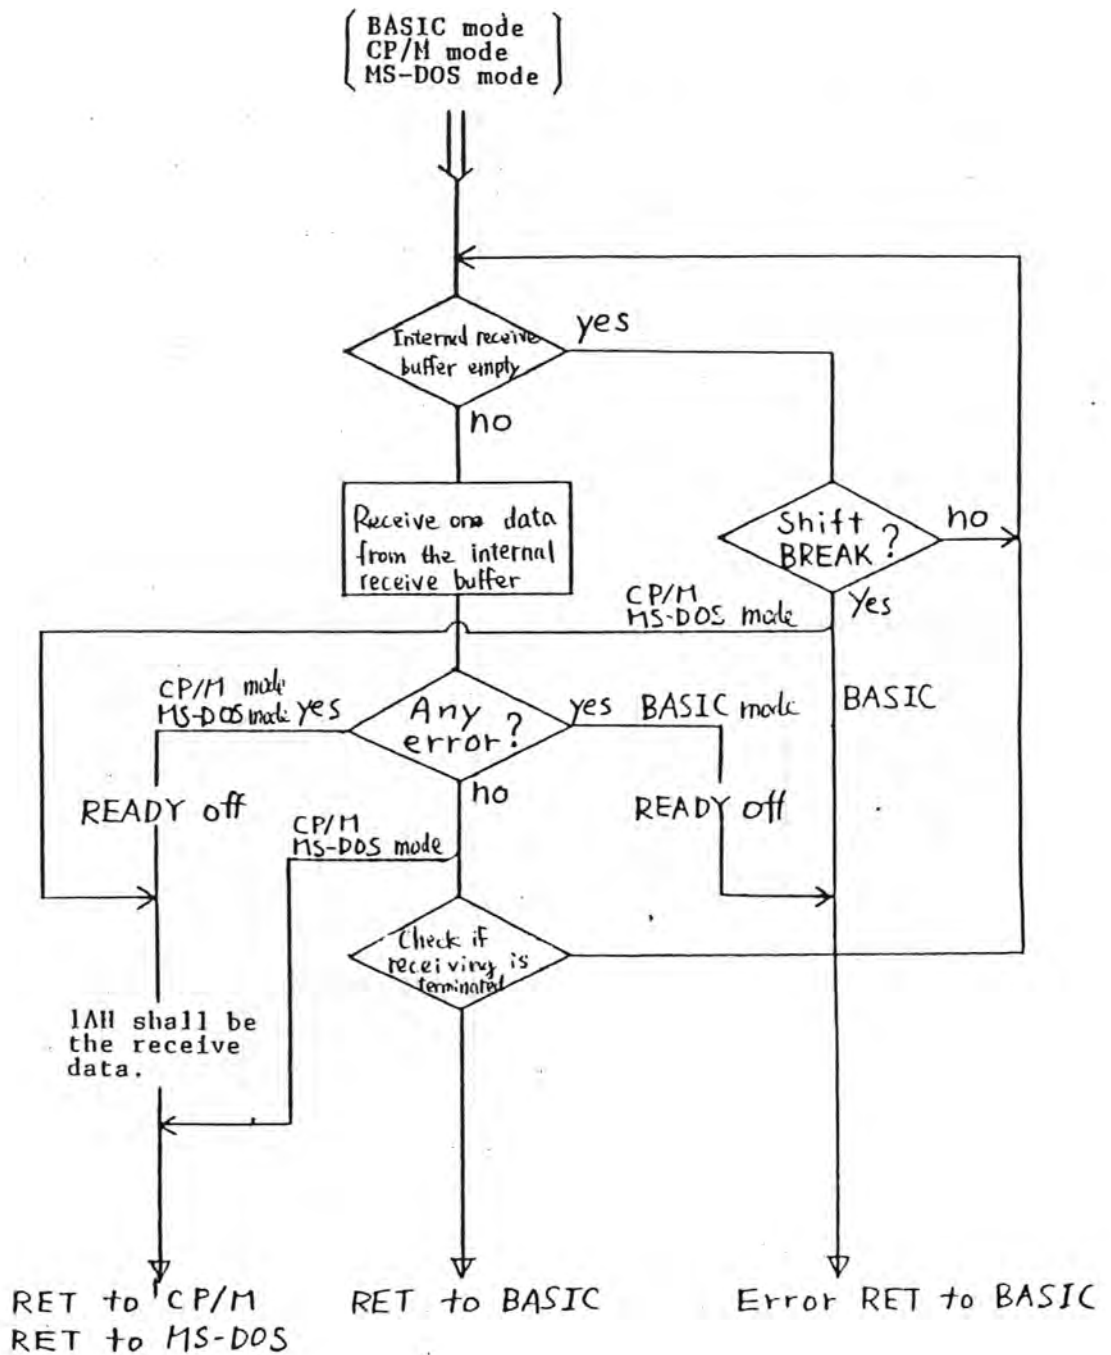 BASIC mode
CP/M mode
MS-DOS mode
Internal receive
buffer empty
yes
no
Receive one data
from the internal
receive buffer
Shift
BREAK?
no
Yes
CP/M
MS-DOS mode
BASIC
CP/M mode
MS-DOS mode yes
Any
error?
yes BASIC mode
no
READY off
READY off
CP/M
MS-DOS mode
Check if
receiving is
terminated
1AH shall be
the receive
data.
RET to CP/M
RET to MS-DOS
RET to BASIC
Error RET to BASIC